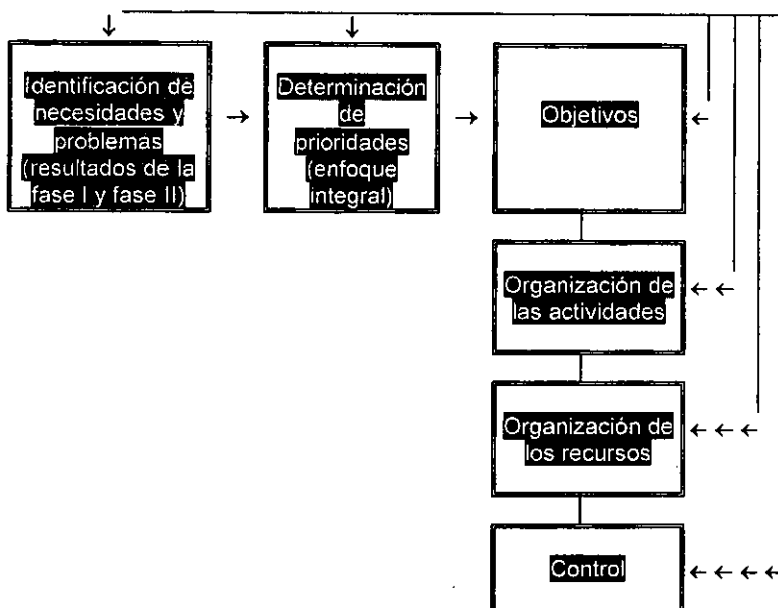 Identificación de
necesidades y
problemas
(resultados de la
fase I y fase II)
Determinación
de
prioridades
(enfoque
integral)
Objetivos
Organización de
las actividades
Organización de
los recursos
Control